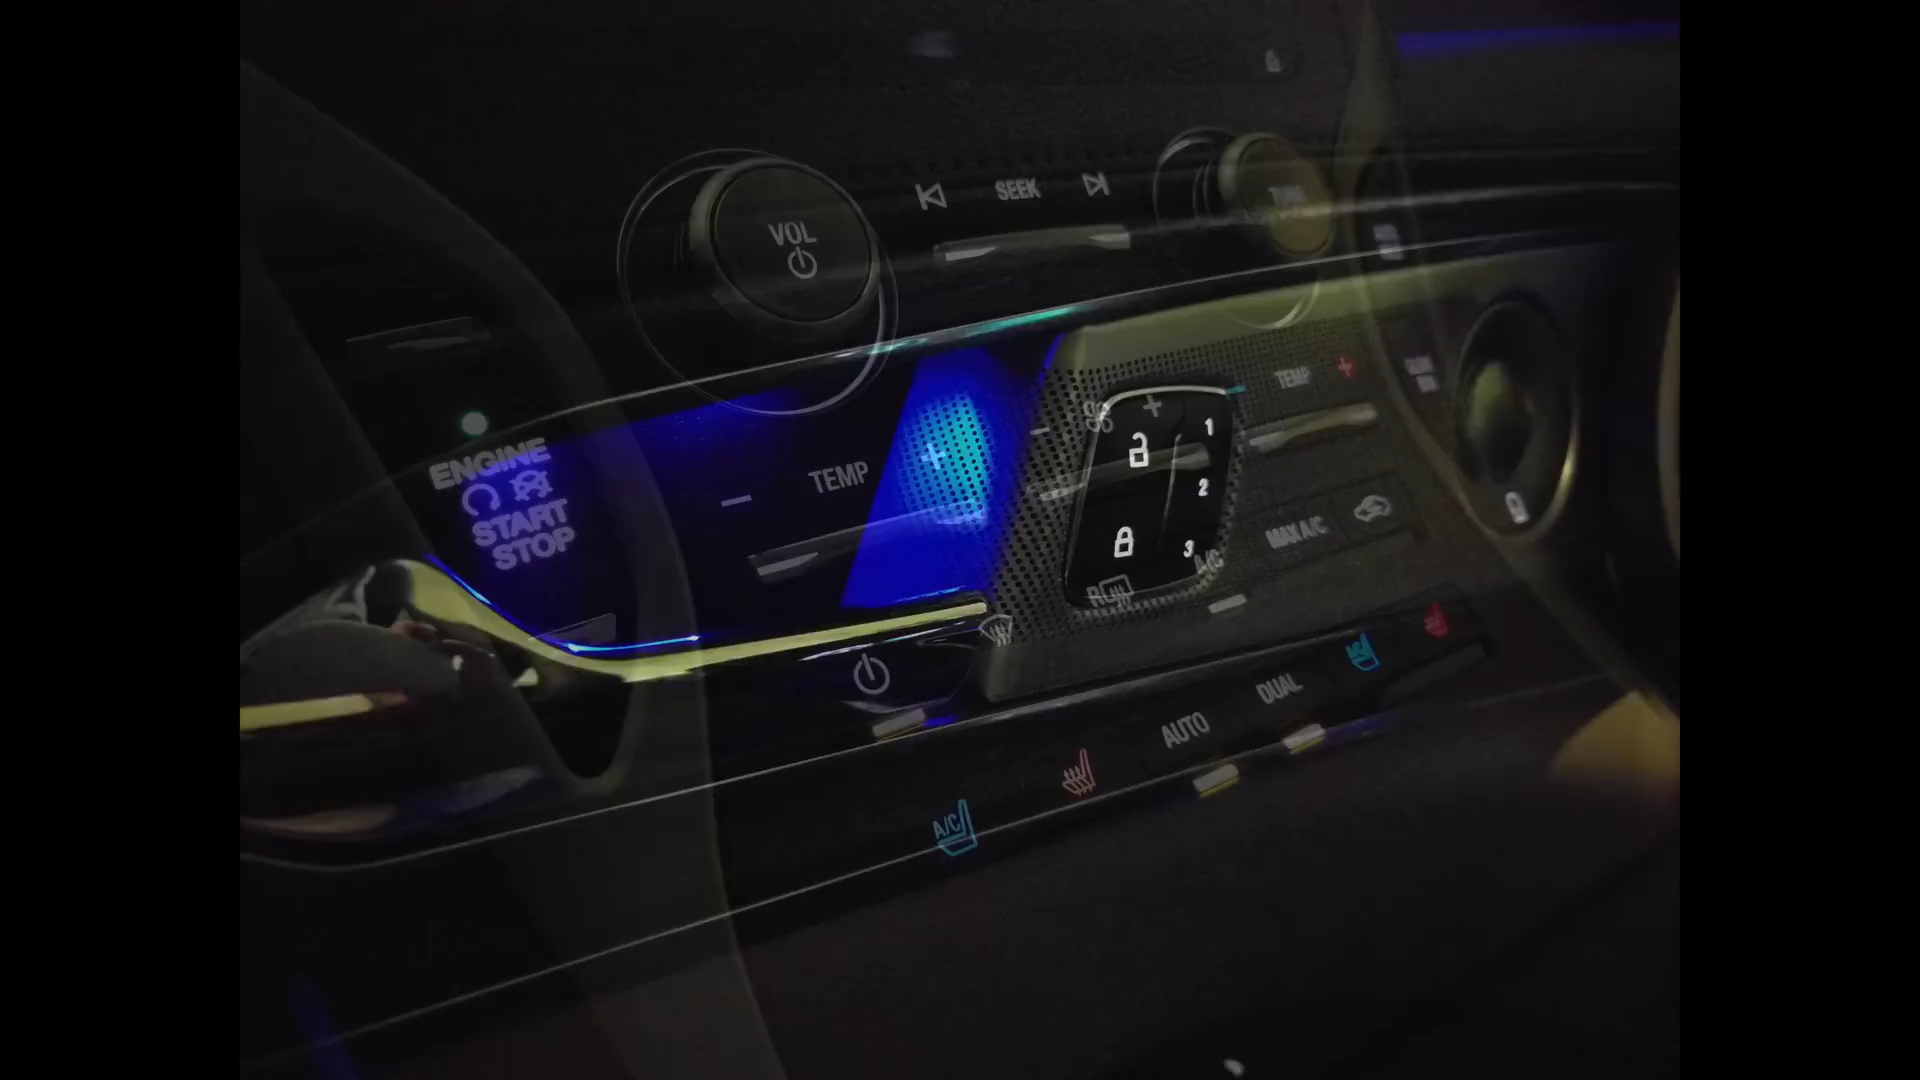 SEEK
VOL
TEMP
TEMP
ENGINE
START
STOP
1
2
3
MAX A/C
A/C
R
DUAL
AUTO
A/C